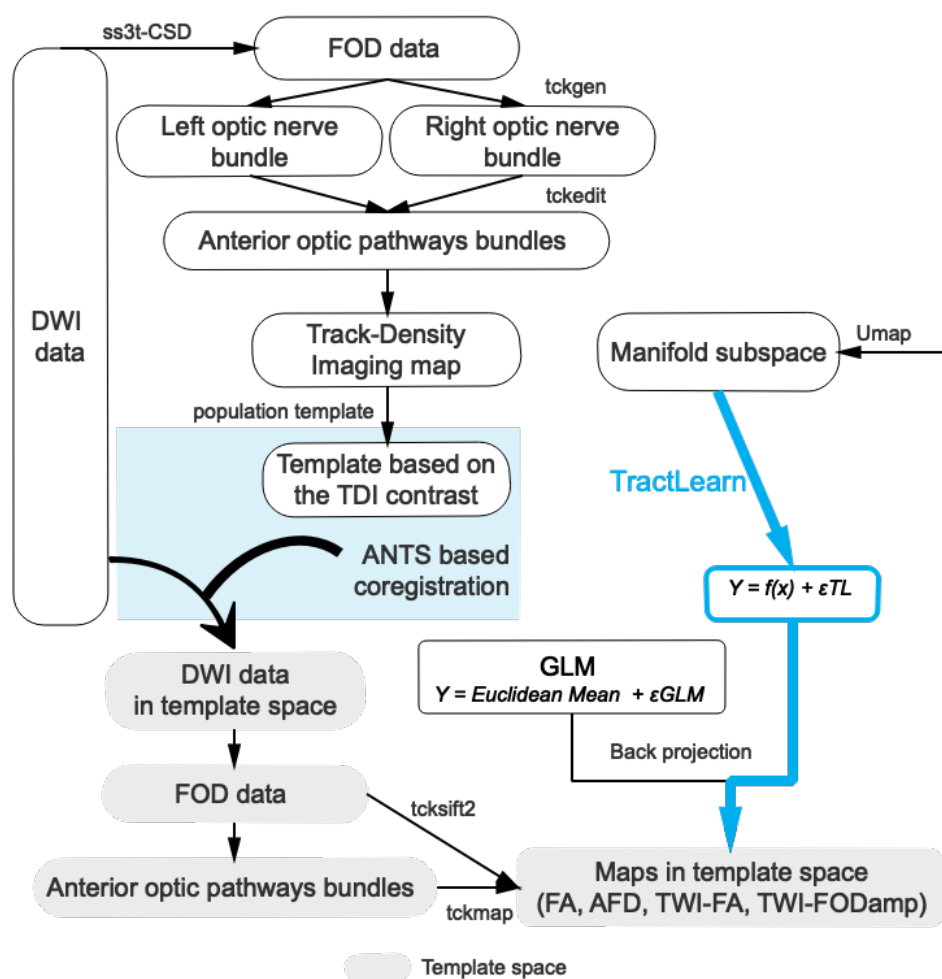 ss3t-CSD
FOD data
tckgen
Left optic nerve
bundle
Right optic nerve
bundle
tckedit
Anterior optic pathways bundles
DWI
data
Track-Density
Imaging map
Manifold subspace
Umap
population template
Template based on
the TDI contrast
TractLearn
ANTS based
coregistration
Y = f(x) + εTL
DWI data
in template space
GLM
Y = Euclidean Mean + εGLM
Back projection
FOD data
tcksift2
Anterior optic pathways bundles
tckmap
Maps in template space
(FA, AFD, TWI-FA, TWI-FODamp)
Template space